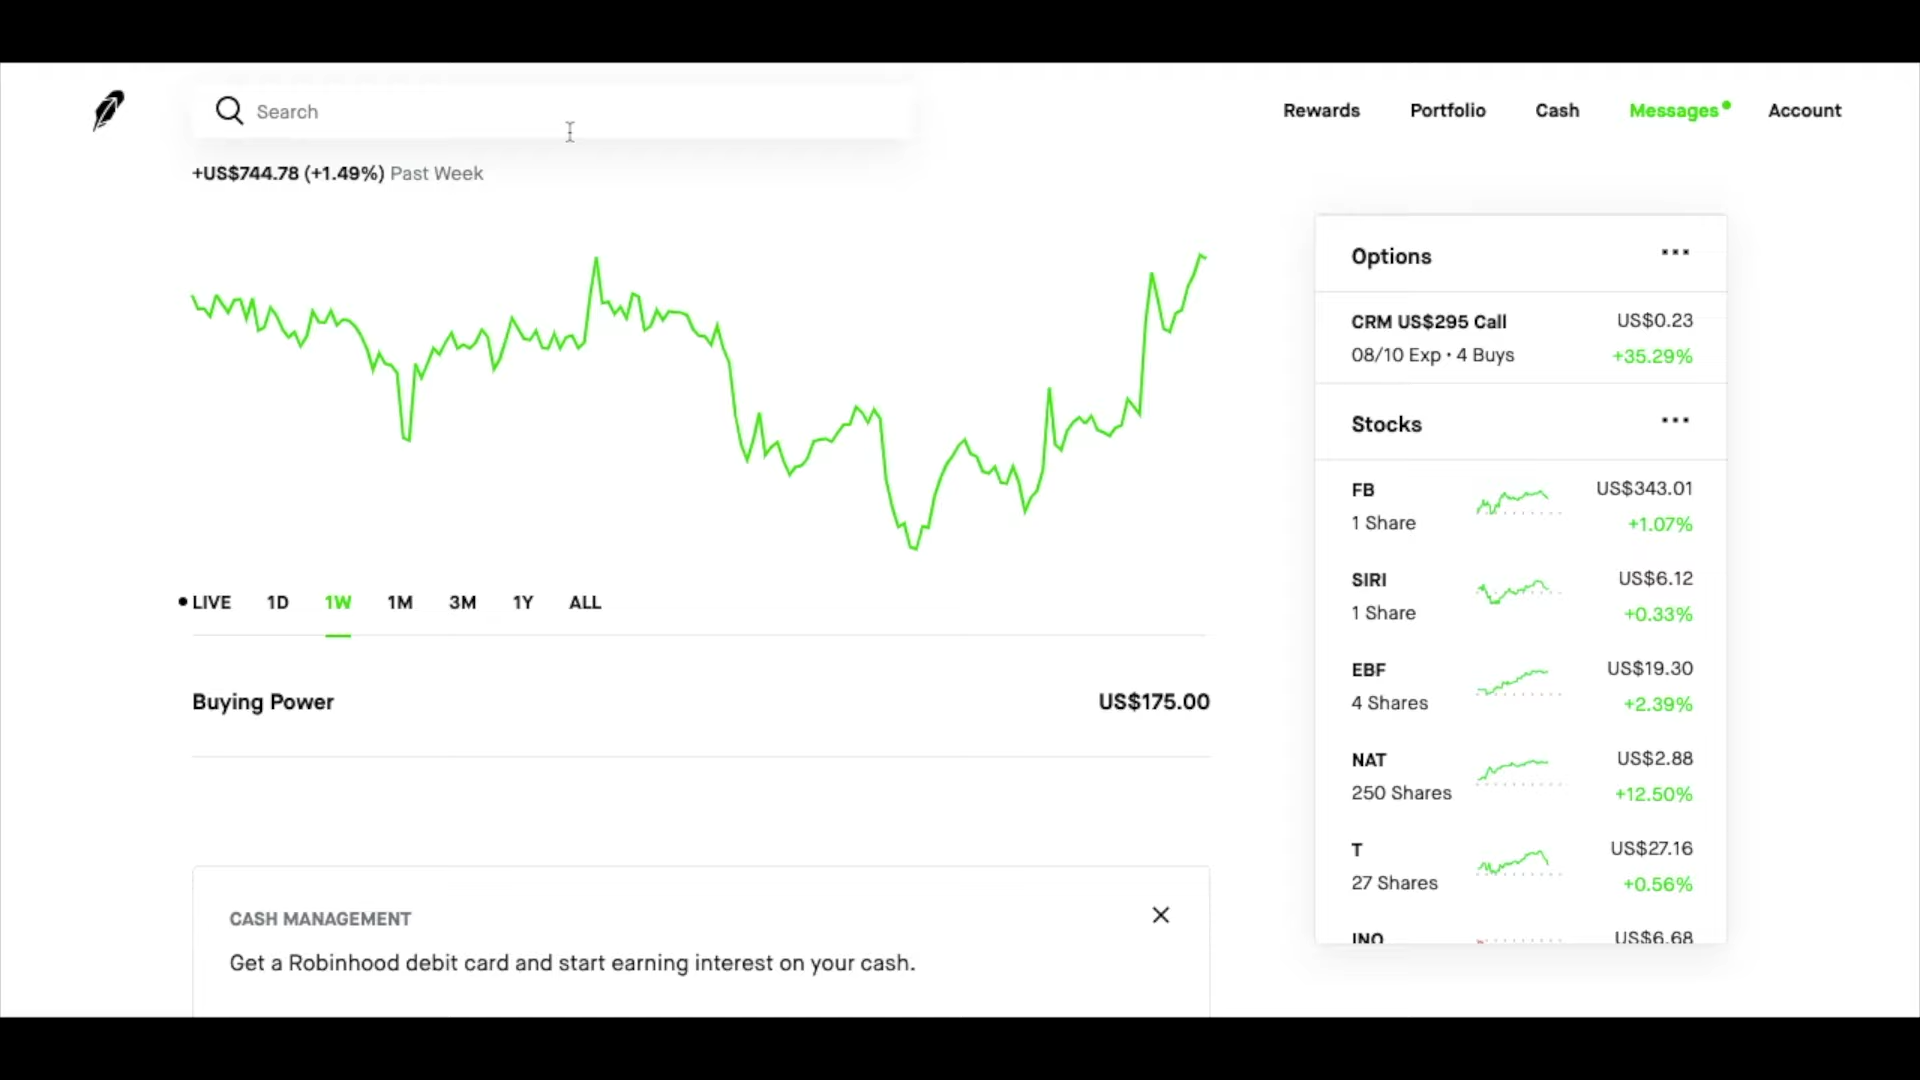 Search
Rewards
Portfolio
Cash
Messages
Account
+US$744.78 (+1.49%) Past Week
LIVE
1D
1W
1M
3M
1Y
ALL
Buying Power
US$175.00
CASH MANAGEMENT
Get a Robinhood debit card and start earning interest on your cash.
Options
CRM US$295 Call
US$0.23
08/10 Exp • 4 Buys
+35.29%
Stocks
FB
US$343.01
1 Share
+1.07%
SIRI
US$6.12
1 Share
+0.33%
EBF
US$19.30
4 Shares
+2.39%
NAT
US$2.88
250 Shares
+12.50%
T
US$27.16
27 Shares
+0.56%
INO
US$6.68